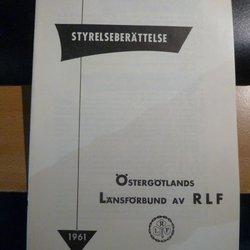 STYRELSEBERÄTTELSE
ÖSTERGÖTLANDS
LÄNSFÖRBUND AV RLF
1961